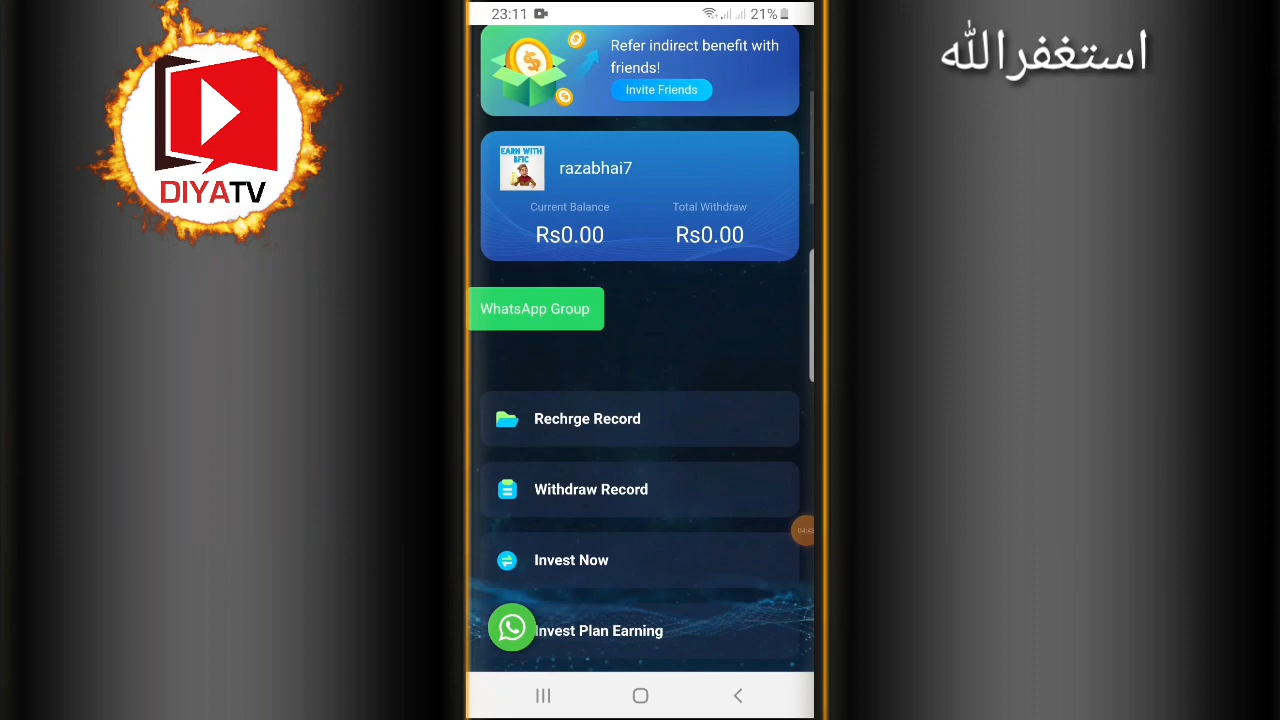 23:11
21%
استغفرالله
DIYATV
Refer indirect benefit with
friends!
Invite Friends
EARN WITH
BFIC
razabhai7
Current Balance
Total Withdraw
Rs0.00
Rs0.00
WhatsApp Group
Rechrge Record
Withdraw Record
Invest Now
Invest Plan Earning